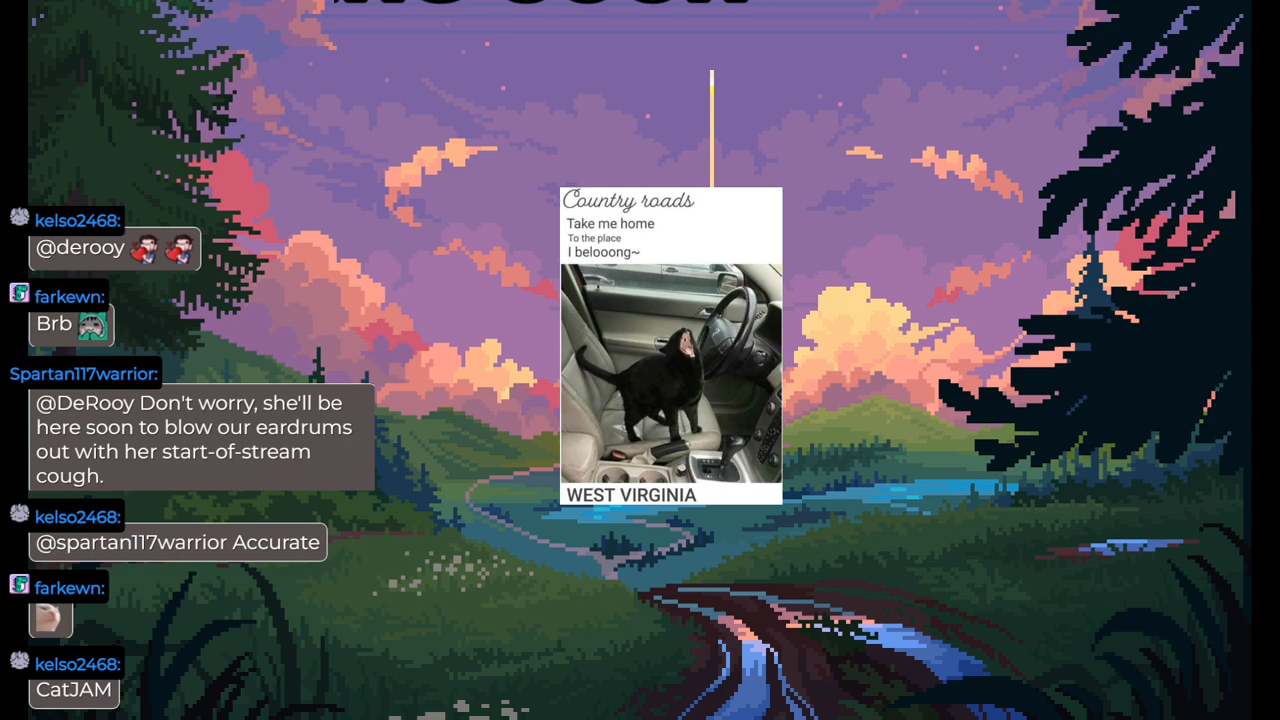 Country roads
Take me home
To the place
I belooong~
WEST VIRGINIA
kelso2468:
@derooy
farkewn:
Brb
Spartan117warrior:
@DeRooy Don't worry, she'll be
here soon to blow our eardrums
out with her start-of-stream
cough.
kelso2468:
@spartan117warrior Accurate
farkewn:
kelso2468:
CatJAM